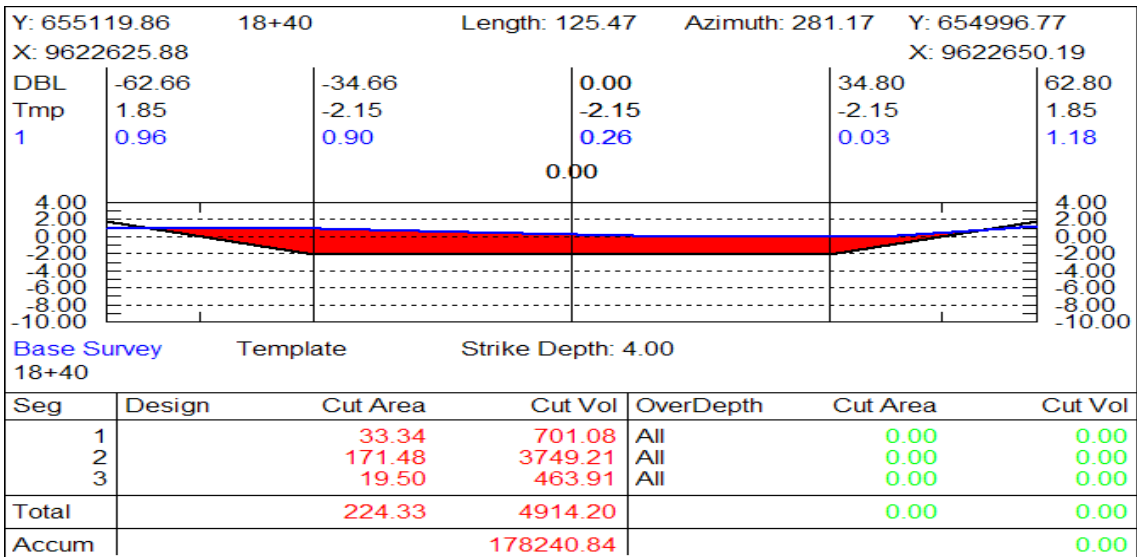 Y: 655119.86 18+40 Length: 125.47 Azimuth: 281.17 Y: 654996.77
X: 9622625.88 X: 9622650.19
DBL -62.66 -34.66 0.00 34.80 62.80
Tmp 1.85 -2.15 -2.15 -2.15 1.85
1 0.96 0.90 0.26 0.03 1.18
0.00
4.00 4.00
2.00 2.00
0.00 0.00
-2.00 -2.00
-4.00 -4.00
-6.00 -6.00
-8.00 -8.00
-10.00 -10.00
Base Survey Template Strike Depth: 4.00
18+40
Seg Design Cut Area Cut Vol OverDepth Cut Area Cut Vol
1 33.34 701.08 All 0.00 0.00
2 171.48 3749.21 All 0.00 0.00
3 19.50 463.91 All 0.00 0.00
Total 224.33 4914.20 0.00 0.00
Accum 178240.84 0.00